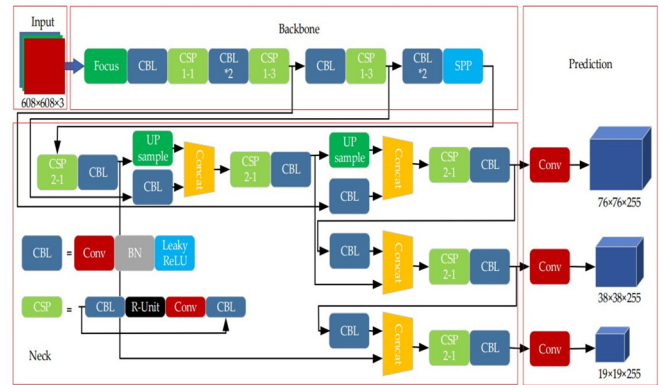 Input
Backbone
Prediction
Focus
CBL
CSP
1-1
CBL
*2
CSP
1-3
CBL
CSP
1-3
CBL
*2
SPP
608×608×3
UP
sample
CBL
Concat
CSP
2-1
CBL
CSP
2-1
CBL
UP
sample
CBL
Concat
CSP
2-1
CBL
Conv
76×76×255
CBL
Concat
CSP
2-1
CBL
Conv
38×38×255
CBL
Concat
CSP
2-1
CBL
Conv
19×19×255
CBL = Conv BN Leaky
ReLU
CSP = CBL R-Unit Conv CBL
Neck